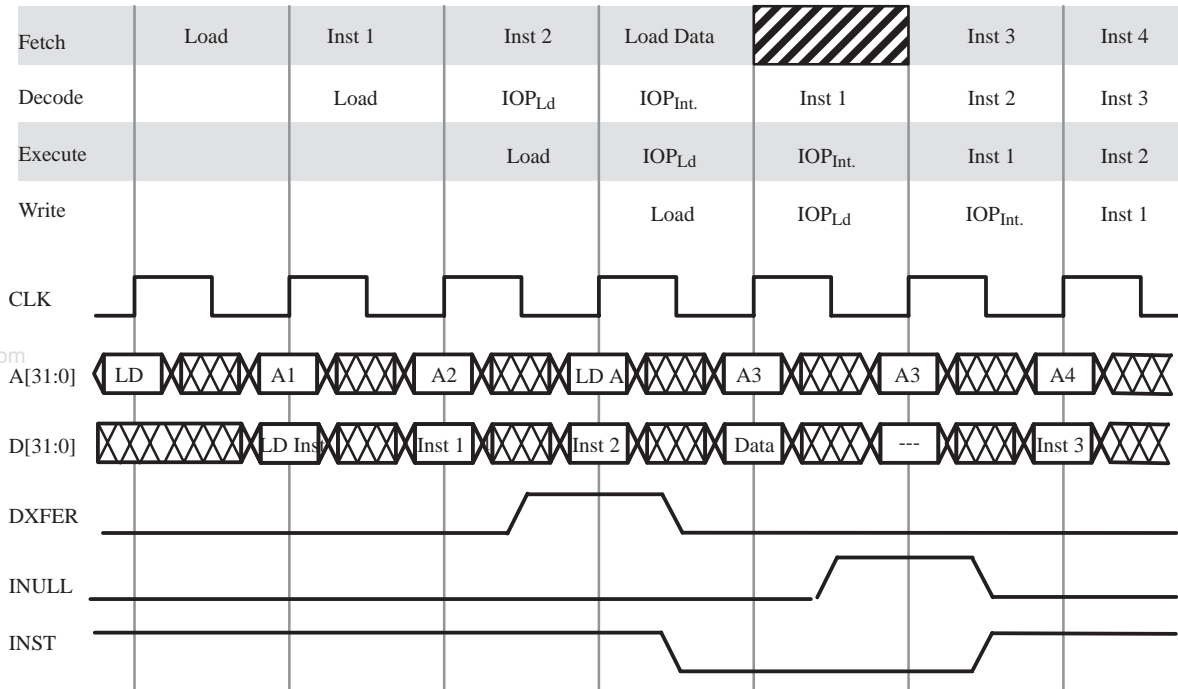 Fetch Load Inst 1 Inst 2 Load Data Inst 3 Inst 4
Decode Load IOPLd IOPInt. Inst 1 Inst 2 Inst 3
Execute Load IOPLd IOPInt. Inst 1 Inst 2
Write Load IOPLd IOPInt. Inst 1
CLK
om
A[31:0] LD A1 A2 LD A A3 A3 A4
D[31:0] LD Inst Inst 1 Inst 2 Data --- Inst 3
DXFER
INULL
INST